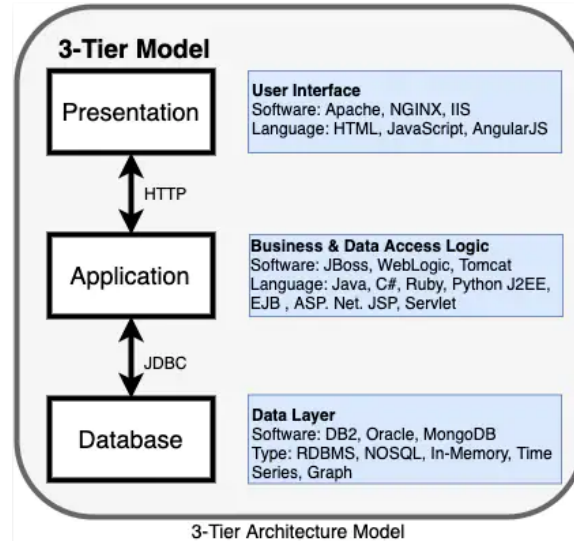 3-Tier Model
Presentation
User Interface
Software: Apache, NGINX, IIS
Language: HTML, JavaScript, AngularJS
HTTP
Application
Business & Data Access Logic
Software: JBoss, WebLogic, Tomcat
Language: Java, C#, Ruby, Python J2EE,
EJB , ASP. Net. JSP, Servlet
JDBC
Database
Data Layer
Software: DB2, Oracle, MongoDB
Type: RDBMS, NOSQL, In-Memory, Time
Series, Graph
3-Tier Architecture Model